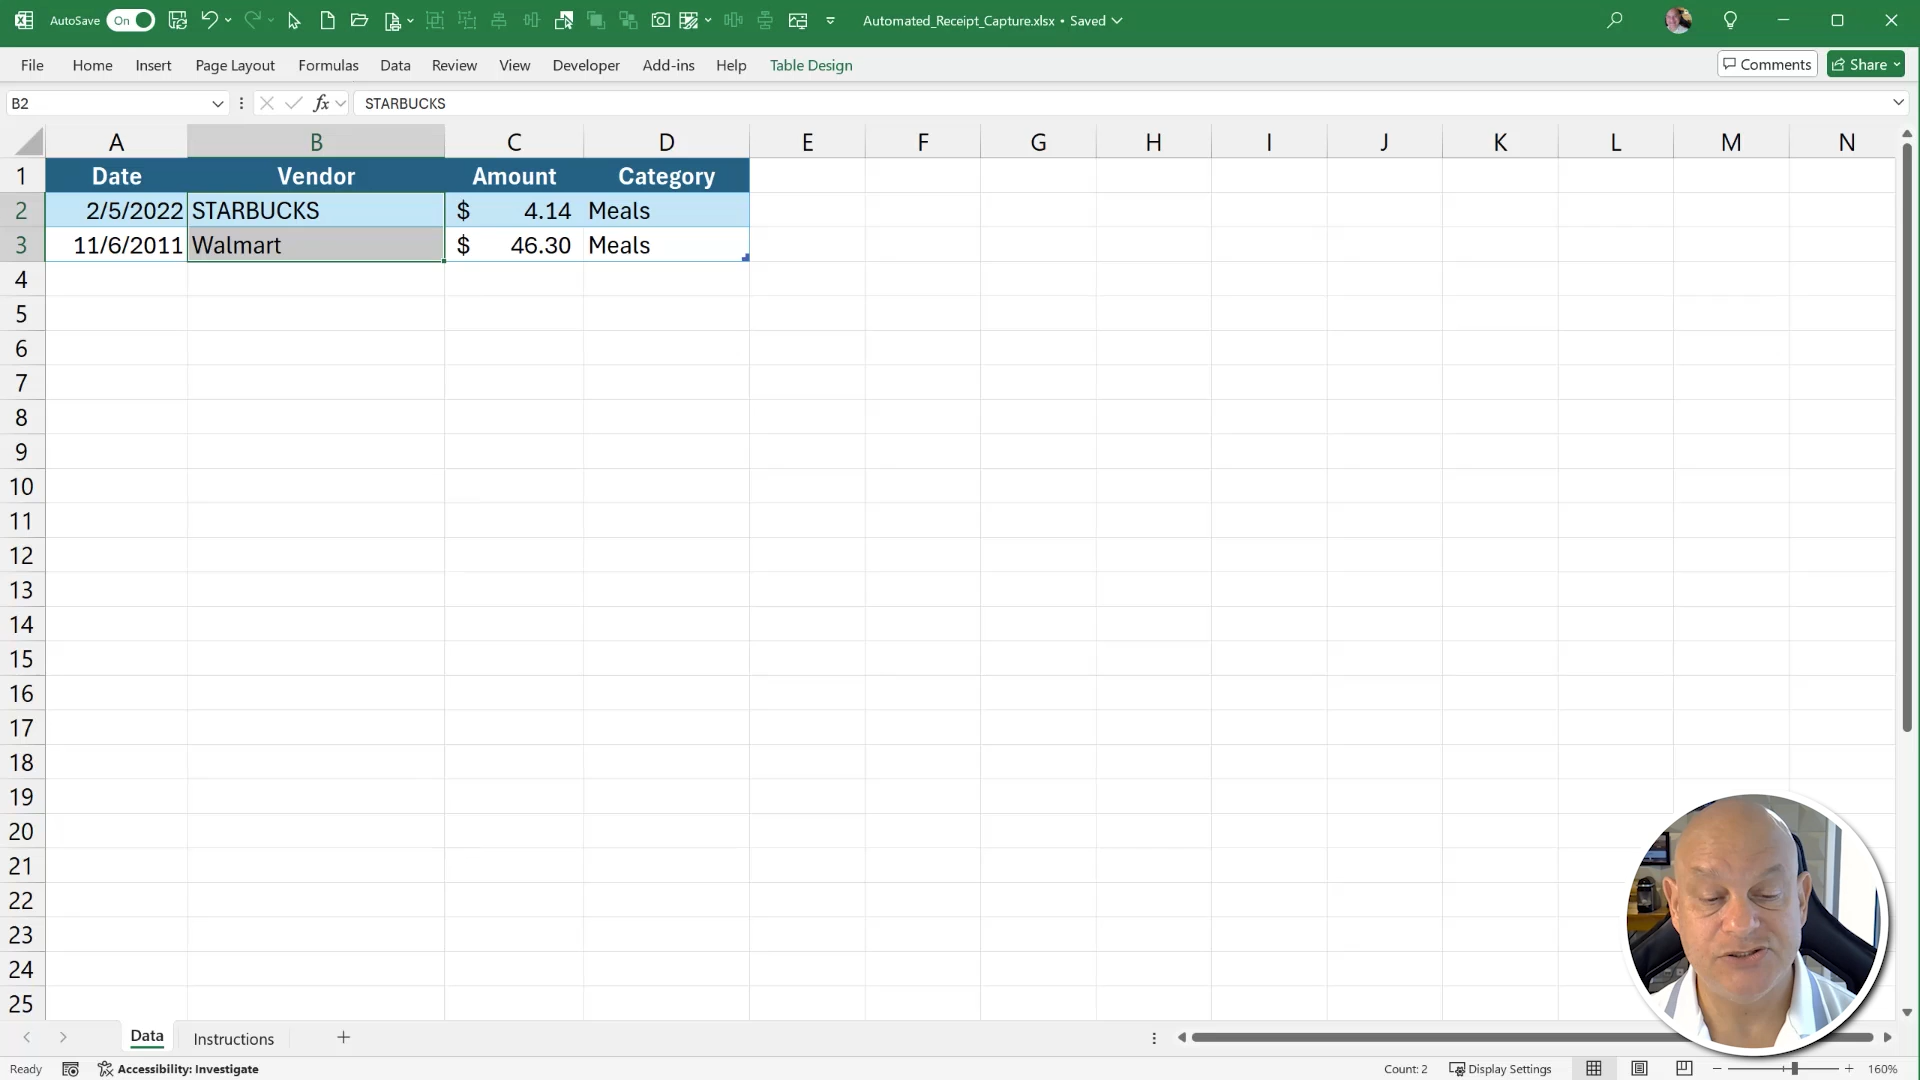 AutoSave On Automated_Receipt_Capture.xlsx • Saved
File Home Insert Page Layout Formulas Data Review View Developer Add-ins Help Table Design Comments Share
B2 fx STARBUCKS
A B C D E F G H I J K L M N
1 Date Vendor Amount Category
2 2/5/2022 STARBUCKS $ 4.14 Meals
3 11/6/2011 Walmart $ 46.30 Meals
4
5
6
7
8
9
10
11
12
13
14
15
16
17
18
19
20
21
22
23
24
25
Data Instructions
Ready Accessibility: Investigate Count: 2 Display Settings 160%